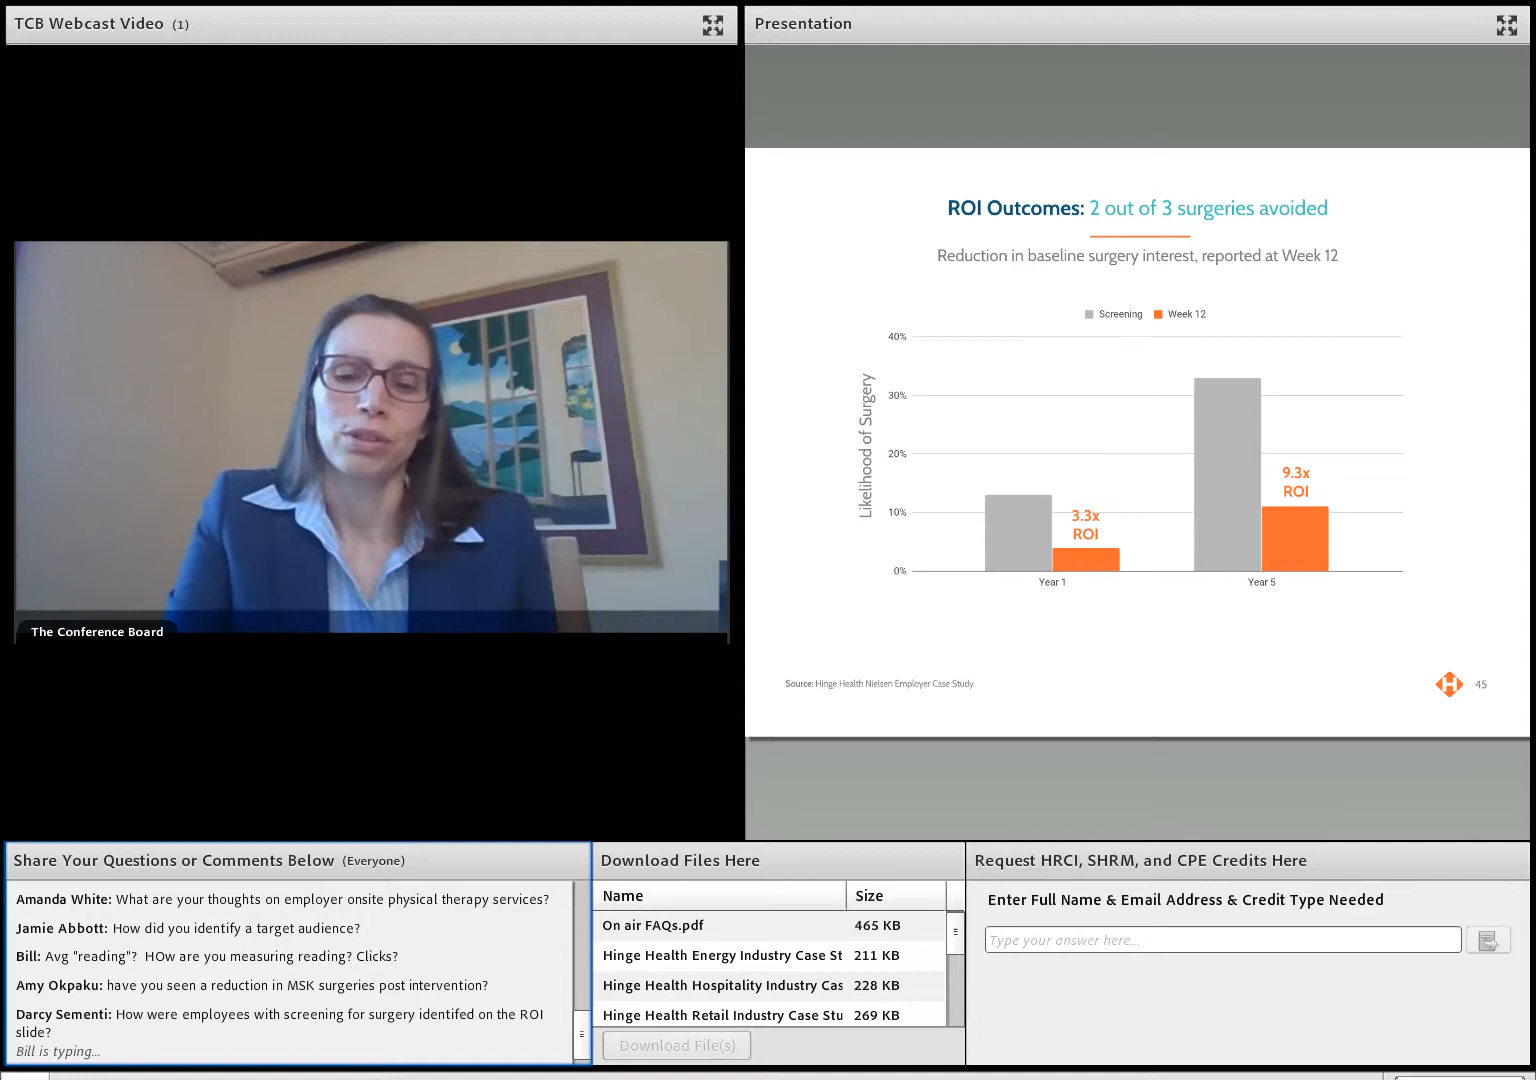 TCB Webcast Video (1)
Presentation
The Conference Board
ROI Outcomes: 2 out of 3 surgeries avoided
Reduction in baseline surgery interest, reported at Week 12
Screening Week 12
Likelihood of Surgery
40%
30%
20%
10%
0%
3.3x
ROI
9.3x
ROI
Year 1 Year 5
Source: Hinge Health Nielsen Employer Case Study
H 45
Share Your Questions or Comments Below (Everyone)
Amanda White: What are your thoughts on employer onsite physical therapy services?
Jamie Abbott: How did you identify a target audience?
Bill: Avg "reading"? HOw are you measuring reading? Clicks?
Amy Okpaku: have you seen a reduction in MSK surgeries post intervention?
Darcy Sementi: How were employees with screening for surgery identifed on the ROI
slide?
Bill is typing...
Download Files Here
Name Size
On air FAQs.pdf 465 KB
Hinge Health Energy Industry Case St 211 KB
Hinge Health Hospitality Industry Cas 228 KB
Hinge Health Retail Industry Case Stu 269 KB
Download File(s)
Request HRCI, SHRM, and CPE Credits Here
Enter Full Name & Email Address & Credit Type Needed
Type your answer here...